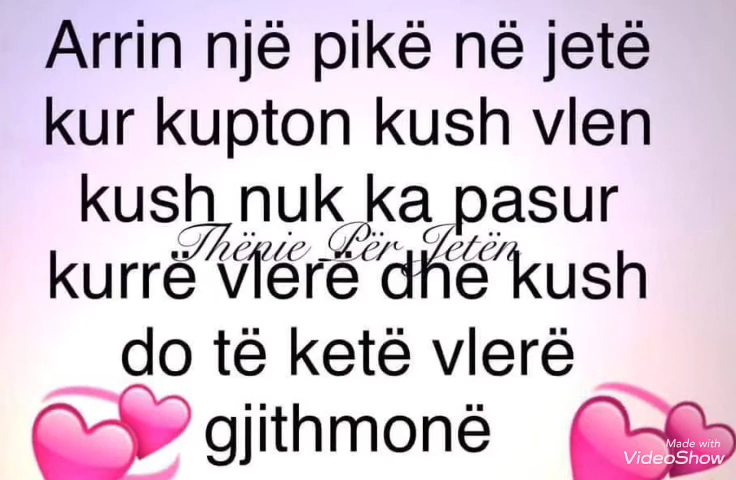 Arrin një pikë në jetë
kur kupton kush vlen
kush nuk ka pasur
Thënie Për Jetën
kurrë vlerë dhe kush
do të ketë vlerë
gjithmonë
Made with
VideoShow